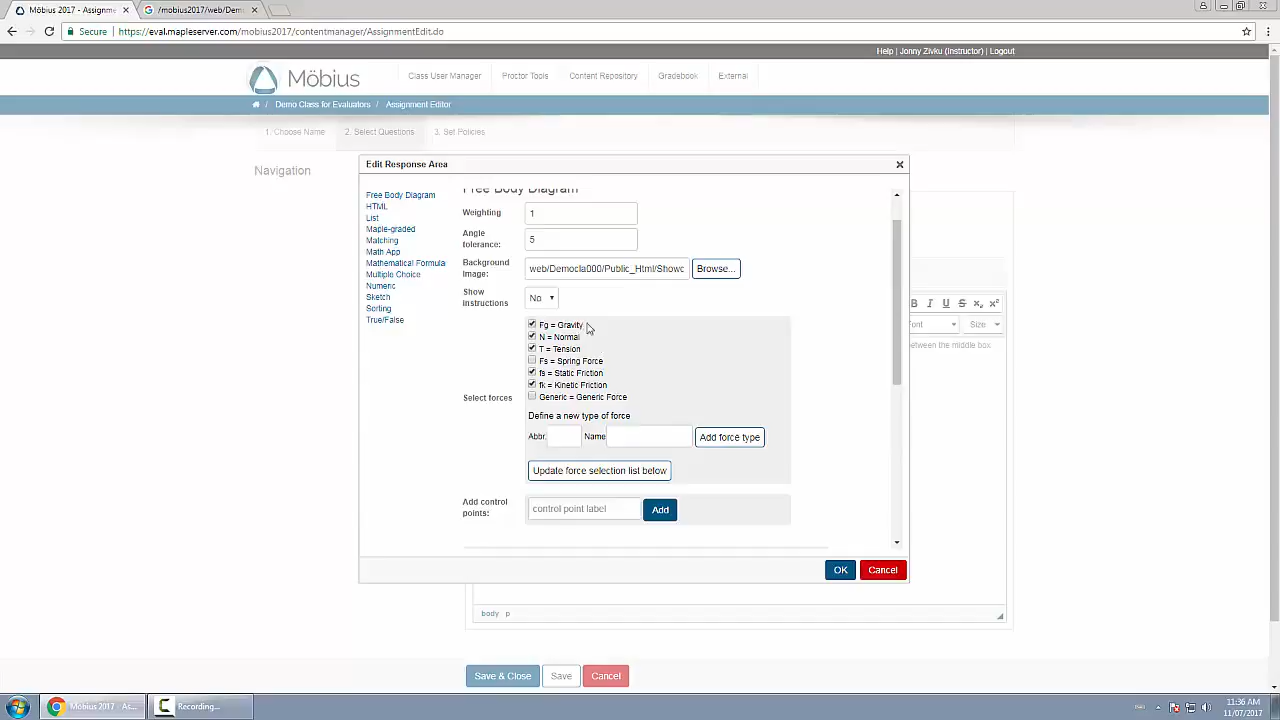 Möbius 2017 - Assignme
/mobius2017/web/Dem
Secure
https://eval.mapleserver.com/mobius2017/contentmanager/AssignmentEdit.do
Help | Jonny Zivku (Instructor) | Logout
Möbius
Class User Manager
Proctor Tools
Content Repository
Gradebook
External
/ Demo Class for Evaluators / Assignment Editor
1. Choose Name
2. Select Questions
3. Set Policies
Navigation
Edit Response Area
Free Body Diagram
HTML
List
Maple-graded
Matching
Math App
Mathematical Formula
Multiple Choice
Numeric
Sketch
Sorting
True/False
Free Body Diagram
Weighting
1
Angle tolerance:
5
Background Image:
web/Democla000/Public_Html/Showc
Browse...
Show instructions
No
Select forces
Fg = Gravity
N = Normal
T = Tension
Fs = Spring Force
fs = Static Friction
fk = Kinetic Friction
Generic = Generic Force
Define a new type of force
Abbr.
Name
Add force type
Update force selection list below
Add control points:
control point label
Add
OK
Cancel
B I U S x₂ x²
Font
Size
between the middle box
body p
Save & Close
Save
Cancel
Möbius 2017 - As...
Recording...
11:36 AM
11/07/2017